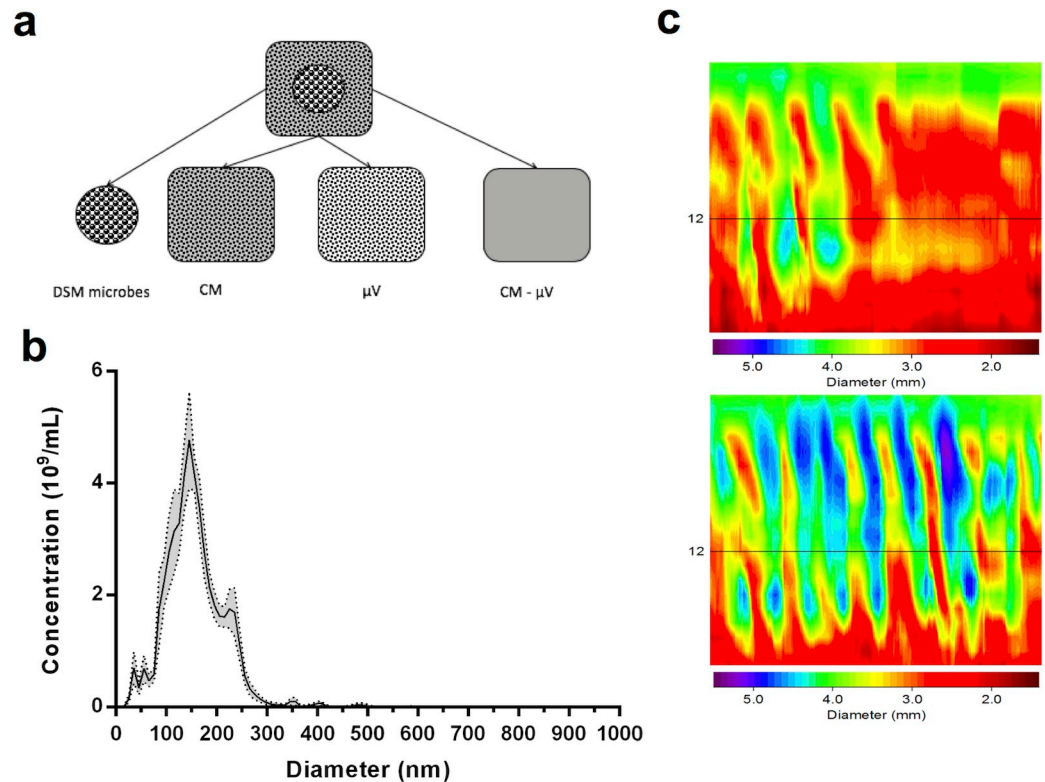 a
DSM microbes
CM
µV
CM - µV
b
Concentration (10⁹/mL)
6
4
2
0
0 100 200 300 400 500 600 700 800 900 1000
Diameter (nm)
c
12
5.0 4.0 3.0 2.0
Diameter (mm)
12
5.0 4.0 3.0 2.0
Diameter (mm)